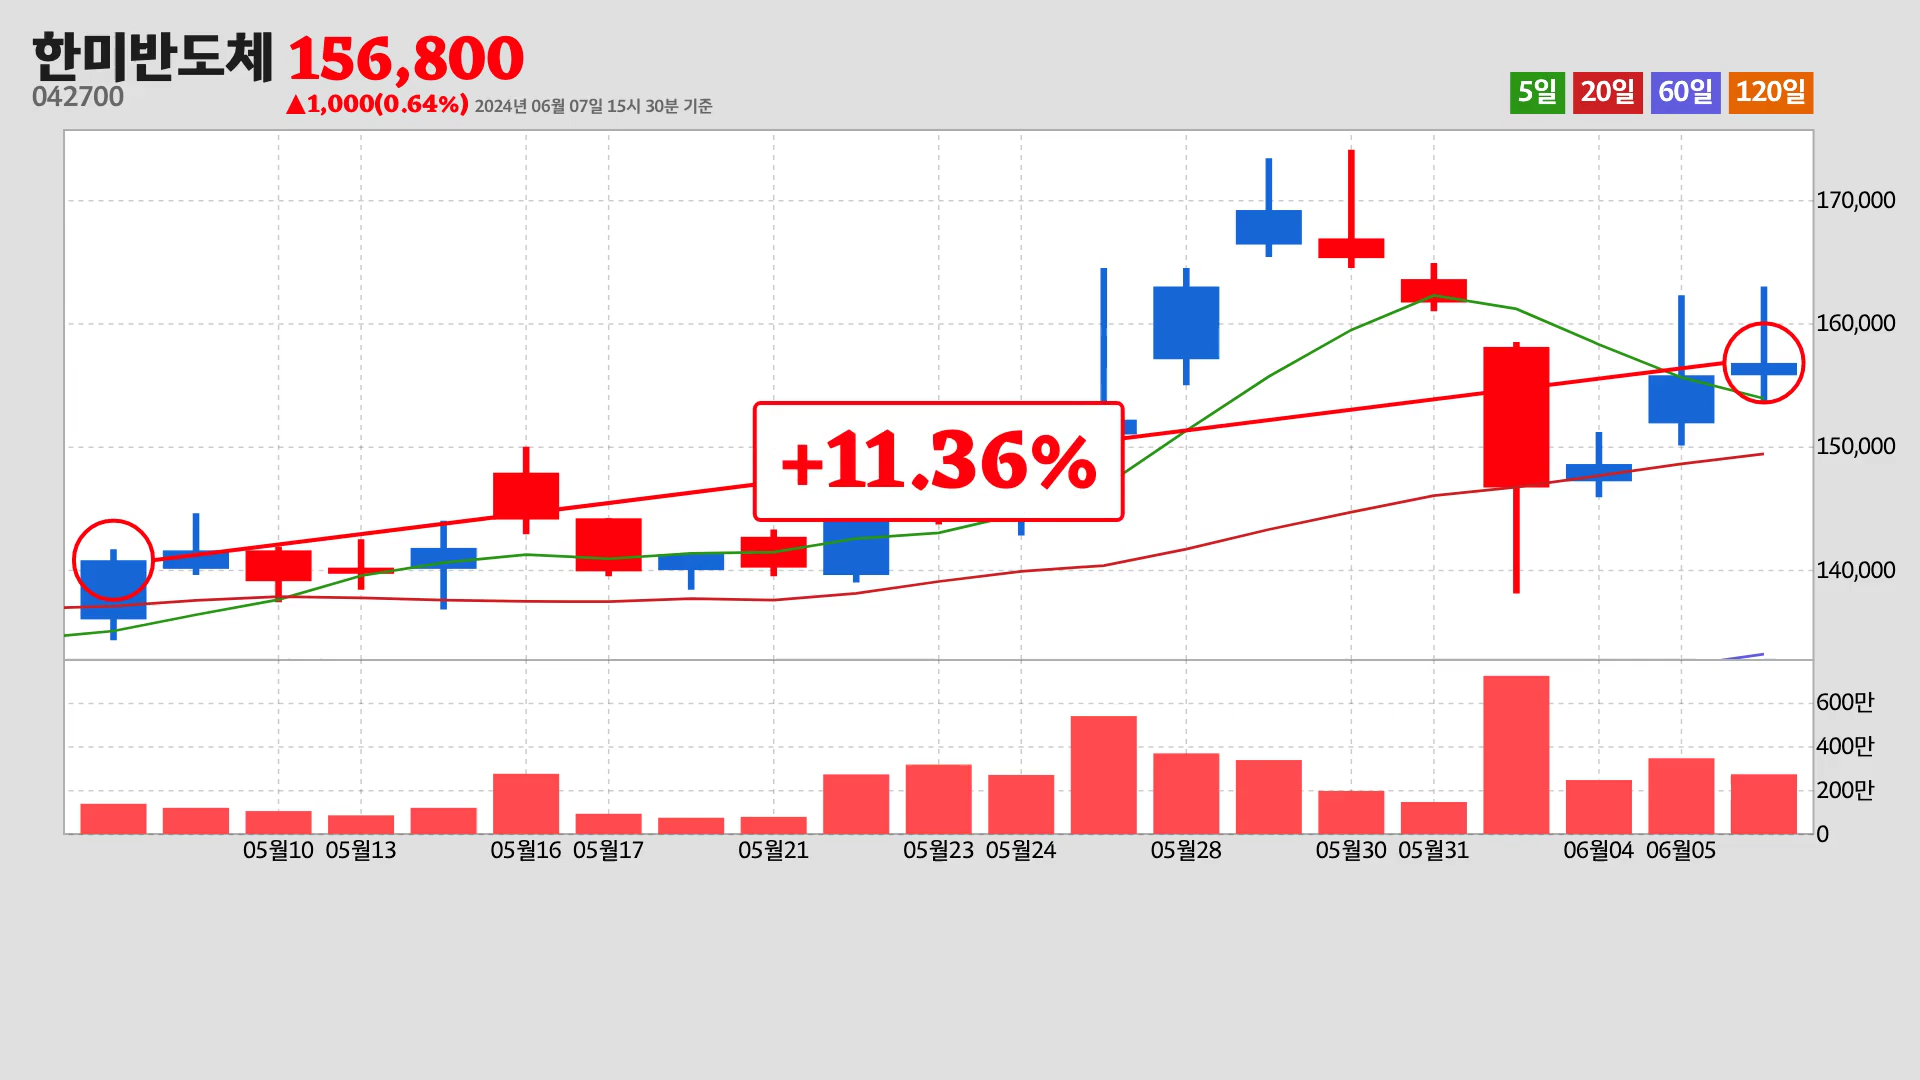 한미반도체 156,800
042700
▲1,000(0.64%) 2024년 06월 07일 15시 30분 기준
5일 20일 60일 120일
170,000
160,000
150,000
140,000
+11.36%
600만
400만
200만
0
05월10 05월13 05월16 05월17 05월21 05월23 05월24 05월28 05월30 05월31 06월04 06월05